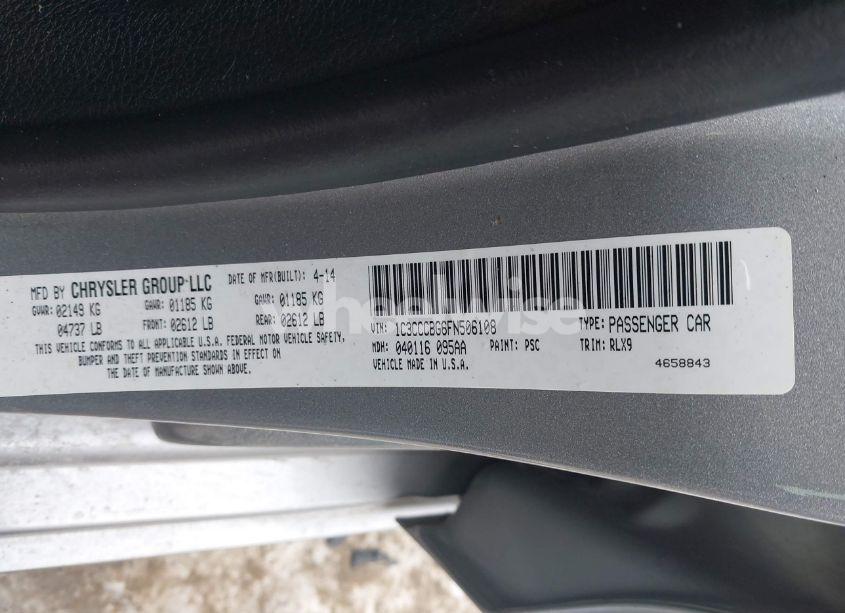 MFD BY CHRYSLER GROUP LLC DATE OF MFR(BUILT): 4-14
GVWR: 02149 KG GAWR: 01185 KG GAWR: 01185 KG
04737 LB FRONT: 02612 LB REAR: 02612 LB
THIS VEHICLE CONFORMS TO ALL APPLICABLE U.S.A. FEDERAL MOTOR VEHICLE SAFETY,
BUMPER AND THEFT PREVENTION STANDARDS IN EFFECT ON
THE DATE OF MANUFACTURE SHOWN ABOVE.
VIN: 1C3CCCBG6FN506108 TYPE: PASSENGER CAR
MDH: 040116 095AA PAINT: PSC TRIM: RLX9
VEHICLE MADE IN U.S.A. 4658843
wheelwise